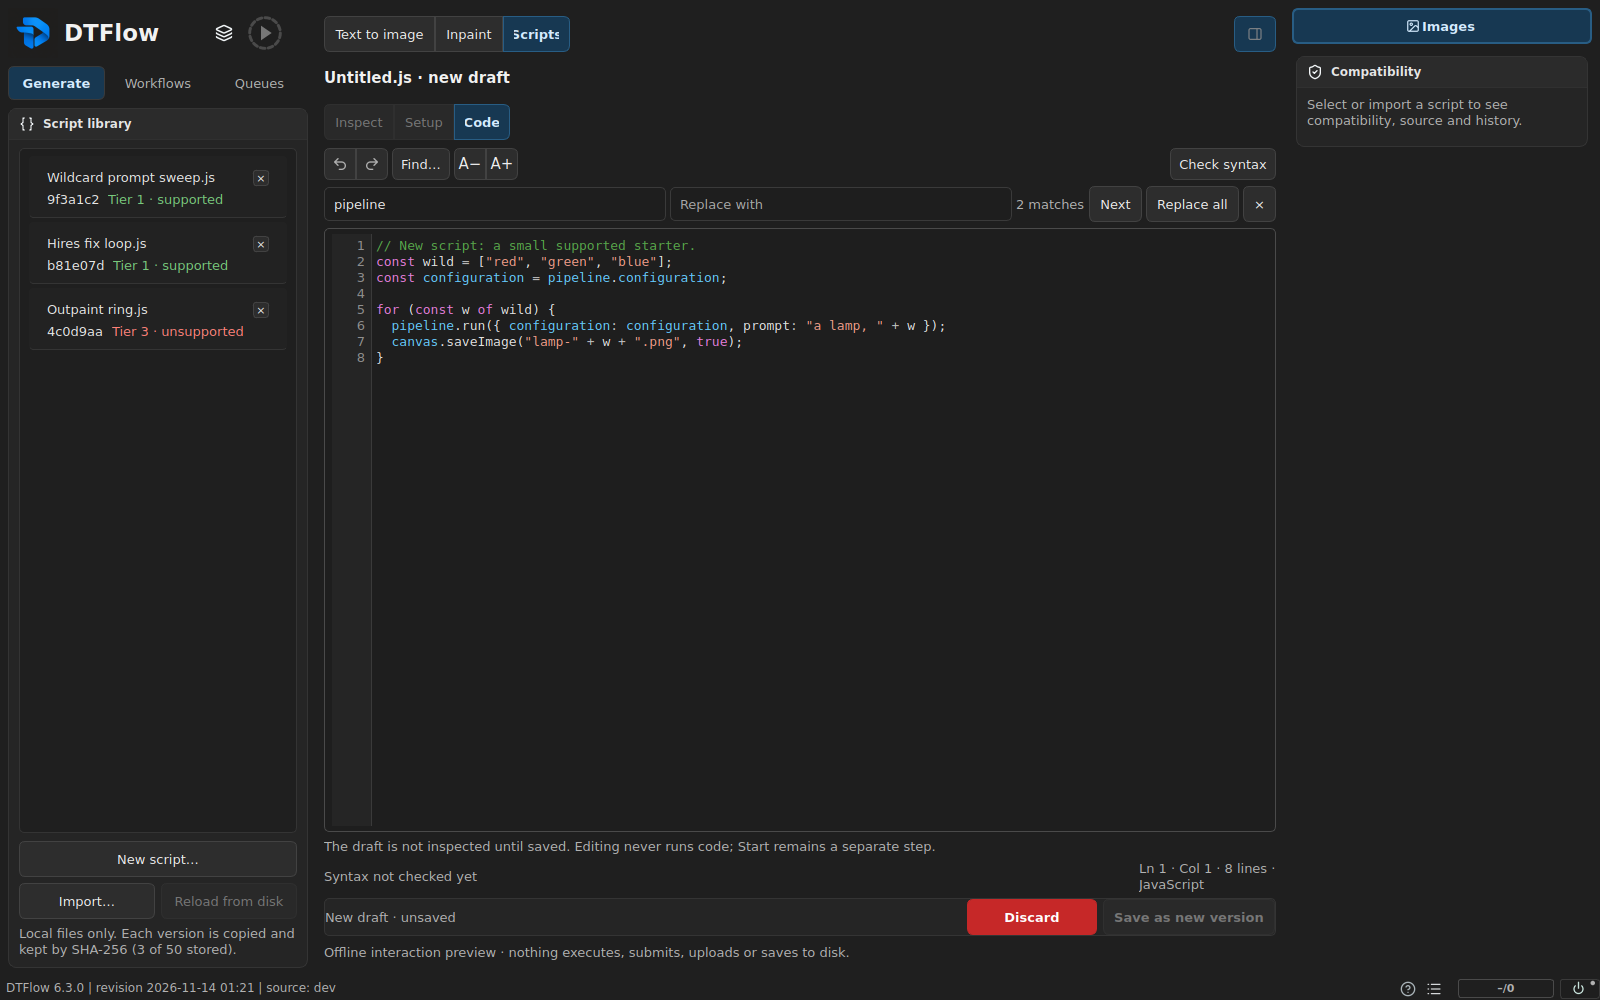 DTFlow
Generate Workflows Queues
{ } Script library
Wildcard prompt sweep.js ×
9f3a1c2 Tier 1 · supported
Hires fix loop.js ×
b81e07d Tier 1 · supported
Outpaint ring.js ×
4c0d9aa Tier 3 · unsupported
New script...
Import... Reload from disk
Local files only. Each version is copied and
kept by SHA-256 (3 of 50 stored).
Text to image Inpaint Scripts
Untitled.js · new draft
Inspect Setup Code
Find... A− A+ Check syntax
pipeline Replace with 2 matches Next Replace all ×
1 // New script: a small supported starter.
2 const wild = ["red", "green", "blue"];
3 const configuration = pipeline.configuration;
4
5 for (const w of wild) {
6   pipeline.run({ configuration: configuration, prompt: "a lamp, " + w });
7   canvas.saveImage("lamp-" + w + ".png", true);
8 }
The draft is not inspected until saved. Editing never runs code; Start remains a separate step.
Syntax not checked yet
Ln 1 · Col 1 · 8 lines ·
JavaScript
New draft · unsaved Discard Save as new version
Offline interaction preview · nothing executes, submits, uploads or saves to disk.
Images
Compatibility
Select or import a script to see
compatibility, source and history.
DTFlow 6.3.0 | revision 2026-11-14 01:21 | source: dev
–/0